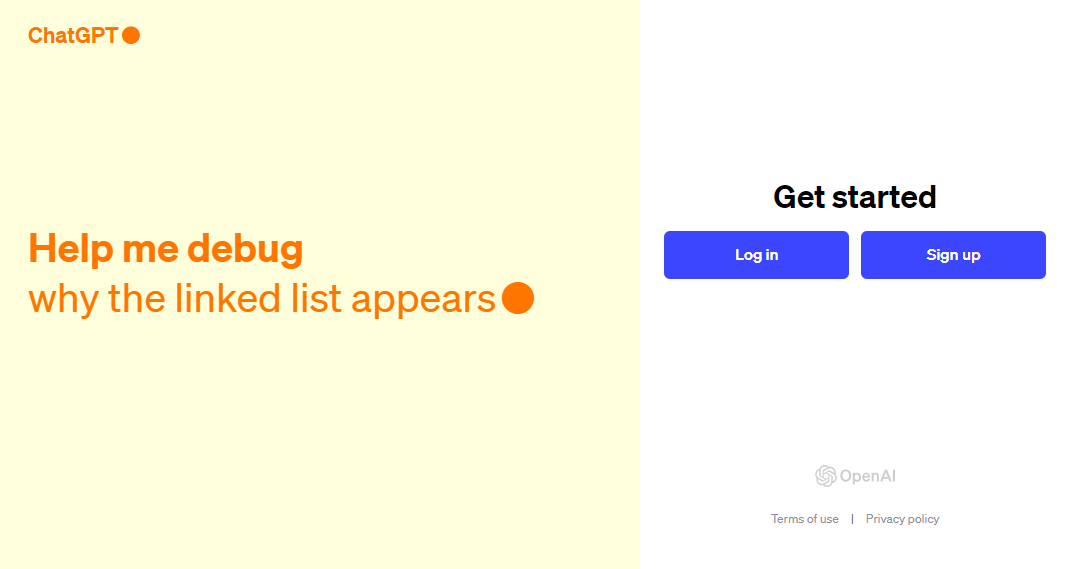 ChatGPT
Help me debug
why the linked list appears
Get started
Log in
Sign up
OpenAI
Terms of use | Privacy policy